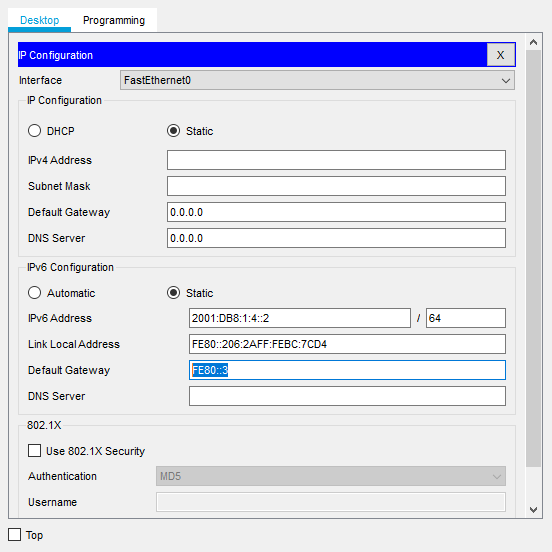 Desktop Programming
IP Configuration X
Interface FastEthernet0
IP Configuration
DHCP Static
IPv4 Address
Subnet Mask
Default Gateway 0.0.0.0
DNS Server 0.0.0.0
IPv6 Configuration
Automatic Static
IPv6 Address 2001:DB8:1:4::2 / 64
Link Local Address FE80::206:2AFF:FEBC:7CD4
Default Gateway FE80::3
DNS Server
802.1X
Use 802.1X Security
Authentication MD5
Username
Top